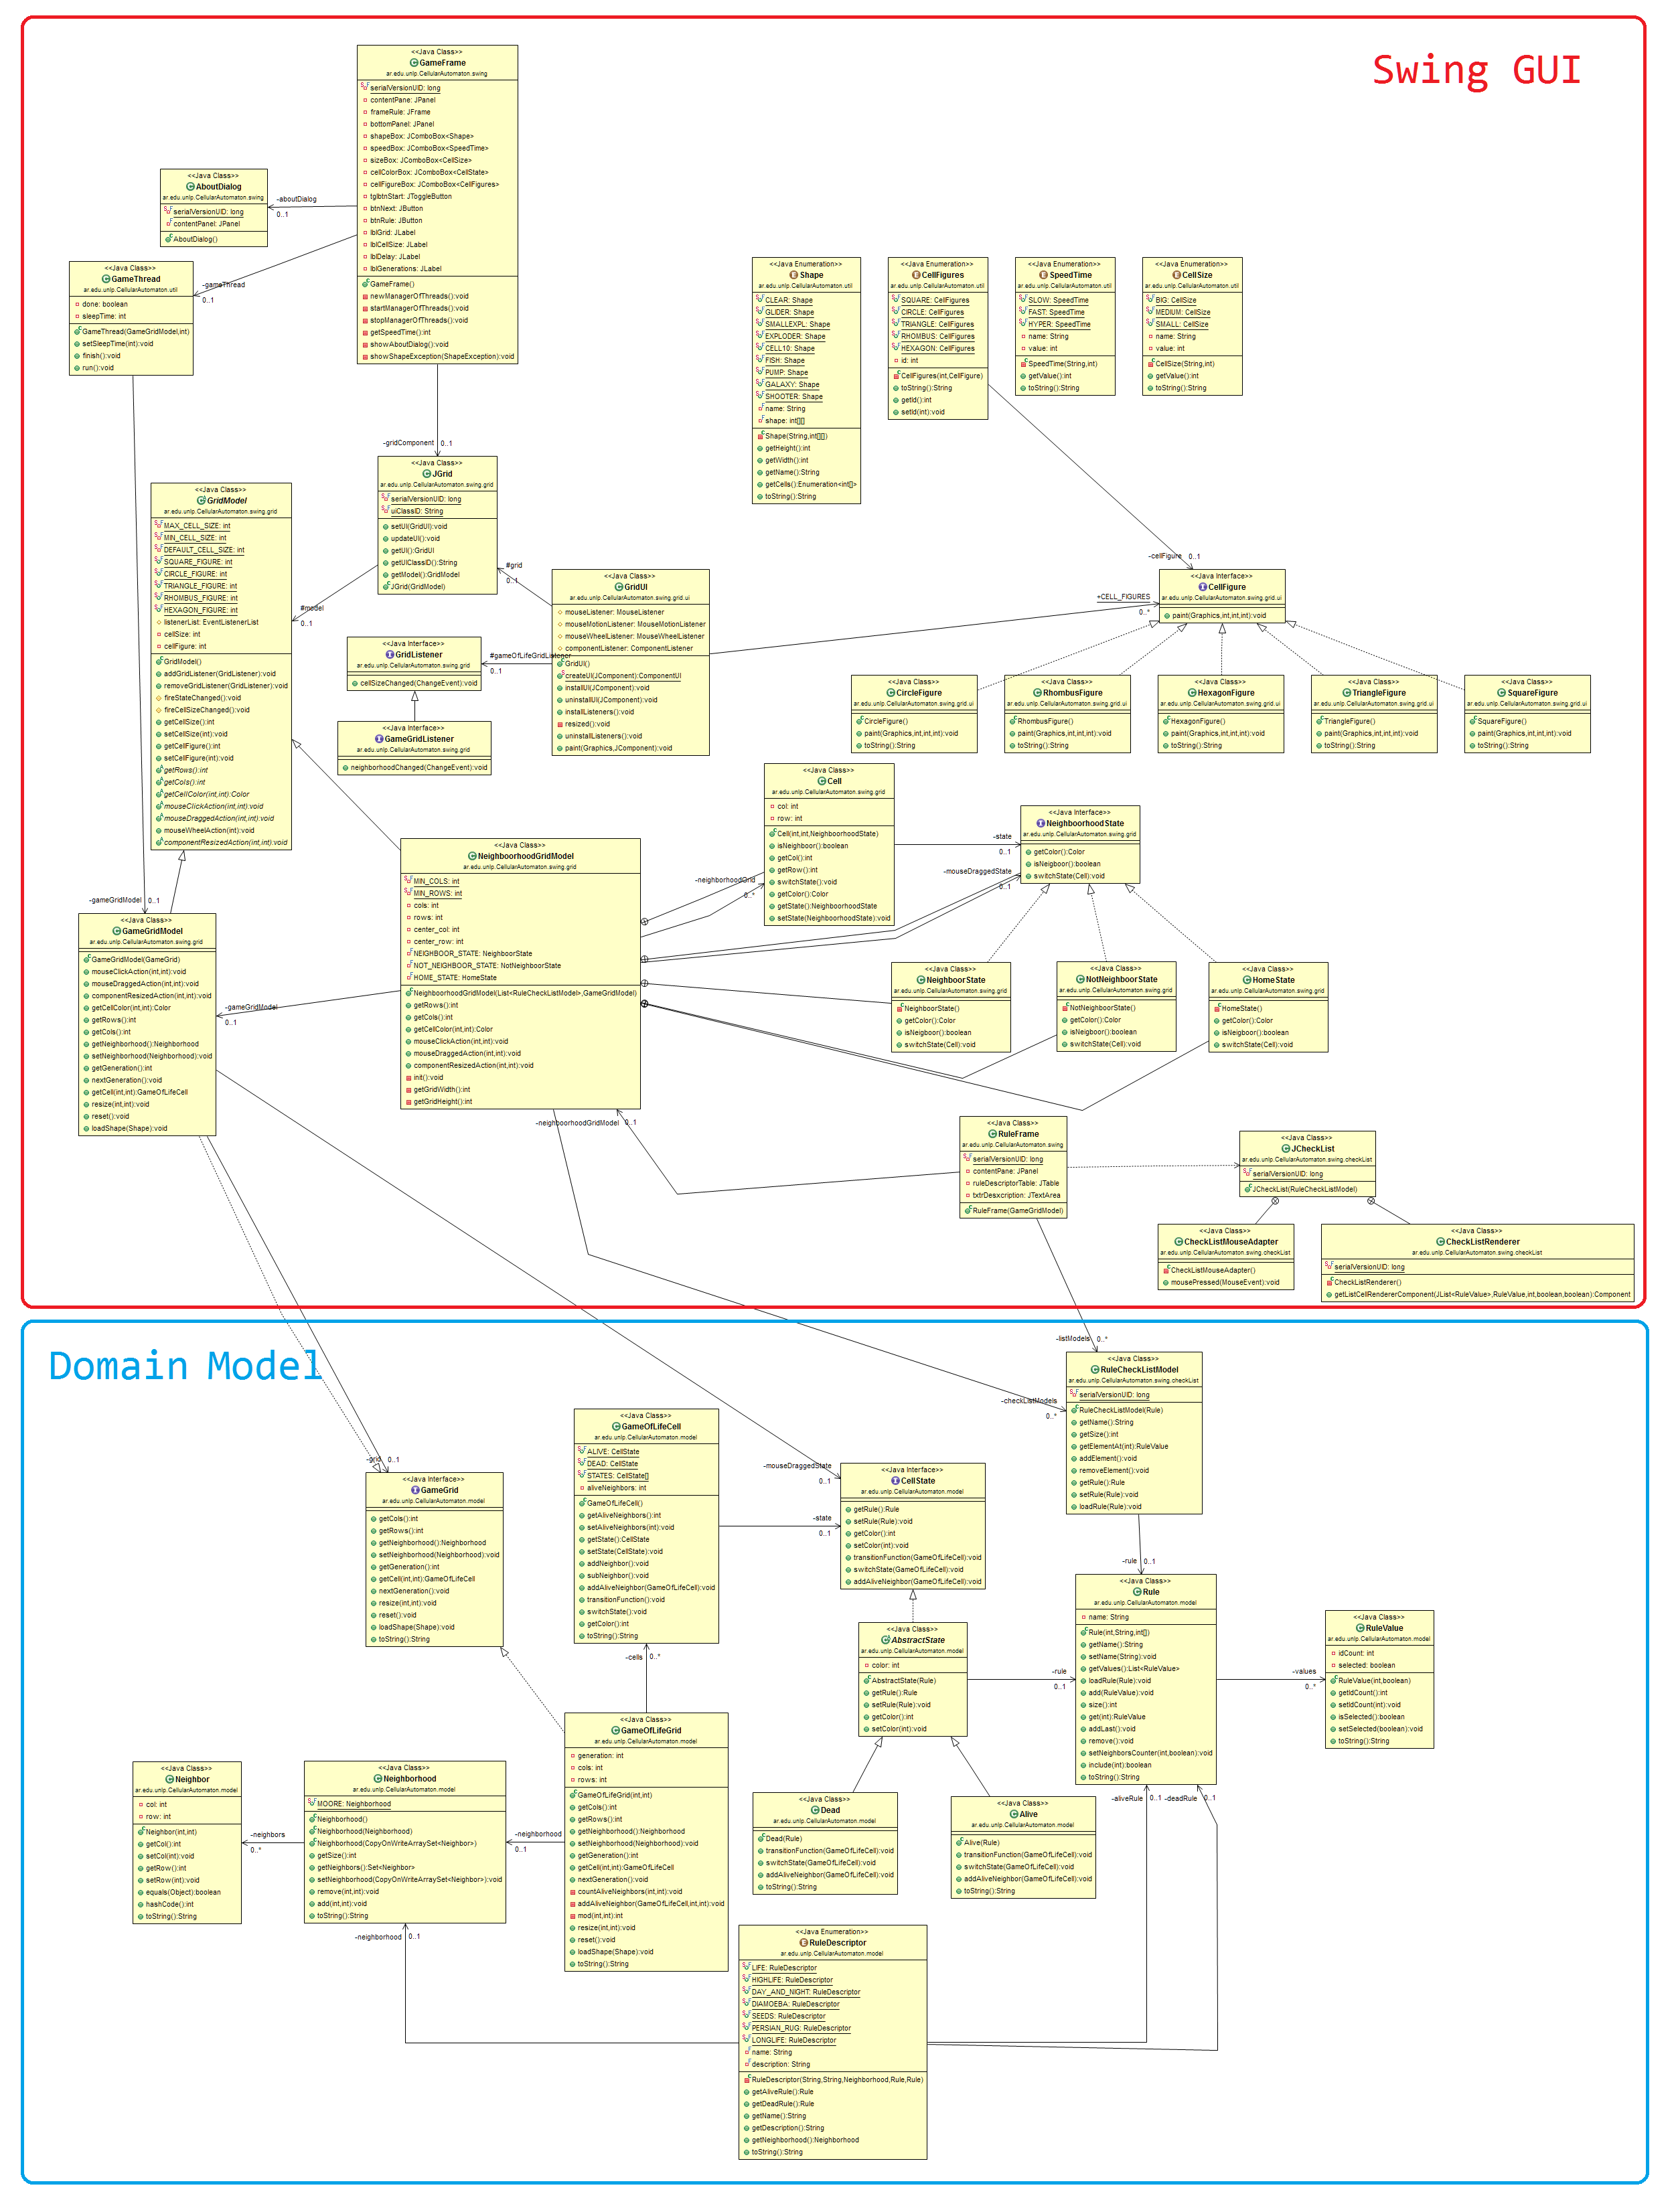 Swing GUI
<<Java Class>>
GameFrame
ar.edu.unlp.CellularAutomaton.swing
serialVersionUID: long
contentPane: JPanel
frameRule: JFrame
bottomPanel: JPanel
shapeBox: JComboBox<Shape>
speedBox: JComboBox<SpeedTime>
sizeBox: JComboBox<CellSize>
cellColorBox: JComboBox<CellState>
cellFigureBox: JComboBox<CellFigures>
tglbtnStart: JToggleButton
btnNext: JButton
btnRule: JButton
lblGrid: JLabel
lblCellSize: JLabel
lblDelay: JLabel
lblGenerations: JLabel
GameFrame()
newManagerOfThreads():void
startManagerOfThreads():void
stopManagerOfThreads():void
getSpeedTime():int
showAboutDialog():void
showShapeException(ShapeException):void
<<Java Class>>
AboutDialog
ar.edu.unlp.CellularAutomaton.swing
serialVersionUID: long
contentPanel: JPanel
AboutDialog()
-aboutDialog
0..1
<<Java Class>>
GameThread
ar.edu.unlp.CellularAutomaton.util
done: boolean
sleepTime: int
GameThread(GameGridModel,int)
setSleepTime(int):void
finish():void
run():void
-gameThread
0..1
<<Java Enumeration>>
Shape
ar.edu.unlp.CellularAutomaton.util
CLEAR: Shape
GLIDER: Shape
SMALLEXPL: Shape
EXPLODER: Shape
CELL10: Shape
FISH: Shape
PUMP: Shape
GALAXY: Shape
SHOOTER: Shape
name: String
shape: int[][]
Shape(String,int[][])
getHeight():int
getWidth():int
getName():String
getCells():Enumeration<int[]>
toString():String
<<Java Enumeration>>
CellFigures
ar.edu.unlp.CellularAutomaton.util
SQUARE: CellFigures
CIRCLE: CellFigures
TRIANGLE: CellFigures
RHOMBUS: CellFigures
HEXAGON: CellFigures
id: int
CellFigures(int,CellFigure)
toString():String
getId():int
setId(int):void
<<Java Enumeration>>
SpeedTime
ar.edu.unlp.CellularAutomaton.util
SLOW: SpeedTime
FAST: SpeedTime
HYPER: SpeedTime
name: String
value: int
SpeedTime(String,int)
getValue():int
toString():String
<<Java Enumeration>>
CellSize
ar.edu.unlp.CellularAutomaton.util
BIG: CellSize
MEDIUM: CellSize
SMALL: CellSize
name: String
value: int
CellSize(String,int)
getValue():int
toString():String
-gridComponent 0..1
<<Java Class>>
JGrid
ar.edu.unlp.CellularAutomaton.swing.grid
serialVersionUID: long
uiClassID: String
setUI(GridUI):void
updateUI():void
getUI():GridUI
getUIClassID():String
getModel():GridModel
JGrid(GridModel)
<<Java Class>>
GridModel
ar.edu.unlp.CellularAutomaton.swing.grid
MAX_CELL_SIZE: int
MIN_CELL_SIZE: int
DEFAULT_CELL_SIZE: int
SQUARE_FIGURE: int
CIRCLE_FIGURE: int
TRIANGLE_FIGURE: int
RHOMBUS_FIGURE: int
HEXAGON_FIGURE: int
listenerList: EventListenerList
cellSize: int
cellFigure: int
GridModel()
addGridListener(GridListener):void
removeGridListener(GridListener):void
fireStateChanged():void
fireCellSizeChanged():void
getCellSize():int
setCellSize(int):void
getCellFigure():int
setCellFigure(int):void
getRows():int
getCols():int
getCellColor(int,int):Color
mouseClickAction(int,int):void
mouseDraggedAction(int,int):void
mouseWheelAction(int):void
componentResizedAction(int,int):void
#model
0..1
#grid
0..1
<<Java Class>>
GridUI
ar.edu.unlp.CellularAutomaton.swing.grid.ui
mouseListener: MouseListener
mouseMotionListener: MouseMotionListener
mouseWheelListener: MouseWheelListener
componentListener: ComponentListener
GridUI()
createUI(JComponent):ComponentUI
installUI(JComponent):void
uninstallUI(JComponent):void
installListeners():void
resized():void
uninstallListeners():void
paint(Graphics,JComponent):void
-cellFigure 0..1
+CELL_FIGURES
0..*
<<Java Interface>>
CellFigure
ar.edu.unlp.CellularAutomaton.swing.grid.ui
paint(Graphics,int,int,int):void
<<Java Interface>>
GridListener
ar.edu.unlp.CellularAutomaton.swing.grid
cellSizeChanged(ChangeEvent):void
#gameOfLifeGridListener
0..1
<<Java Interface>>
GameGridListener
ar.edu.unlp.CellularAutomaton.swing.grid
neighborhoodChanged(ChangeEvent):void
<<Java Class>>
CircleFigure
ar.edu.unlp.CellularAutomaton.swing.grid.ui
CircleFigure()
paint(Graphics,int,int,int):void
toString():String
<<Java Class>>
RhombusFigure
ar.edu.unlp.CellularAutomaton.swing.grid.ui
RhombusFigure()
paint(Graphics,int,int,int):void
toString():String
<<Java Class>>
HexagonFigure
ar.edu.unlp.CellularAutomaton.swing.grid.ui
HexagonFigure()
paint(Graphics,int,int,int):void
toString():String
<<Java Class>>
TriangleFigure
ar.edu.unlp.CellularAutomaton.swing.grid.ui
TriangleFigure()
paint(Graphics,int,int,int):void
toString():String
<<Java Class>>
SquareFigure
ar.edu.unlp.CellularAutomaton.swing.grid.ui
SquareFigure()
paint(Graphics,int,int,int):void
toString():String
<<Java Class>>
Cell
ar.edu.unlp.CellularAutomaton.swing.grid
col: int
row: int
Cell(int,int,NeighboorhoodState)
isNeighboor():boolean
getCol():int
getRow():int
switchState():void
getColor():Color
getState():NeighboorhoodState
setState(NeighboorhoodState):void
-state
0..1
-mouseDraggedState
0..1
<<Java Interface>>
NeighboorhoodState
ar.edu.unlp.CellularAutomaton.swing.grid
getColor():Color
isNeigboor():boolean
switchState(Cell):void
-neighborhoodGrid
0..*
<<Java Class>>
NeighboorhoodGridModel
ar.edu.unlp.CellularAutomaton.swing.grid
MIN_COLS: int
MIN_ROWS: int
cols: int
rows: int
center_col: int
center_row: int
NEIGHBOOR_STATE: NeighboorState
NOT_NEIGHBOOR_STATE: NotNeighboorState
HOME_STATE: HomeState
NeighboorhoodGridModel(List<RuleCheckListModel>,GameGridModel)
getRows():int
getCols():int
getCellColor(int,int):Color
mouseClickAction(int,int):void
mouseDraggedAction(int,int):void
componentResizedAction(int,int):void
init():void
getGridWidth():int
getGridHeight():int
-gameGridModel 0..1
<<Java Class>>
GameGridModel
ar.edu.unlp.CellularAutomaton.swing.grid
GameGridModel(GameGrid)
mouseClickAction(int,int):void
mouseDraggedAction(int,int):void
componentResizedAction(int,int):void
getCellColor(int,int):Color
getRows():int
getCols():int
getNeighborhood():Neighborhood
setNeighborhood(Neighborhood):void
getGeneration():int
nextGeneration():void
getCell(int,int):GameOfLifeCell
resize(int,int):void
reset():void
loadShape(Shape):void
-gameGridModel
0..1
<<Java Class>>
NeighboorState
ar.edu.unlp.CellularAutomaton.swing.grid
NeighboorState()
getColor():Color
isNeigboor():boolean
switchState(Cell):void
<<Java Class>>
NotNeighboorState
ar.edu.unlp.CellularAutomaton.swing.grid
NotNeighboorState()
getColor():Color
isNeigboor():boolean
switchState(Cell):void
<<Java Class>>
HomeState
ar.edu.unlp.CellularAutomaton.swing.grid
HomeState()
getColor():Color
isNeigboor():boolean
switchState(Cell):void
-neighboorhoodGridModel 0..1
<<Java Class>>
RuleFrame
ar.edu.unlp.CellularAutomaton.swing
serialVersionUID: long
contentPane: JPanel
ruleDescriptorTable: JTable
txtrDesxcription: JTextArea
RuleFrame(GameGridModel)
<<Java Class>>
JCheckList
ar.edu.unlp.CellularAutomaton.swing.checkList
serialVersionUID: long
JCheckList(RuleCheckListModel)
<<Java Class>>
CheckListMouseAdapter
ar.edu.unlp.CellularAutomaton.swing.checkList
CheckListMouseAdapter()
mousePressed(MouseEvent):void
<<Java Class>>
CheckListRenderer
ar.edu.unlp.CellularAutomaton.swing.checkList
serialVersionUID: long
CheckListRenderer()
getListCellRendererComponent(JList<RuleValue>,RuleValue,int,boolean,boolean):Component
Domain Model
-listModels 0..*
<<Java Class>>
RuleCheckListModel
ar.edu.unlp.CellularAutomaton.swing.checkList
serialVersionUID: long
RuleCheckListModel(Rule)
getName():String
getSize():int
getElementAt(int):RuleValue
addElement():void
removeElement():void
getRule():Rule
setRule(Rule):void
loadRule(Rule):void
-checkListModels
0..*
<<Java Class>>
GameOfLifeCell
ar.edu.unlp.CellularAutomaton.model
ALIVE: CellState
DEAD: CellState
STATES: CellState[]
aliveNeighbors: int
GameOfLifeCell()
getAliveNeighbors():int
setAliveNeighbors(int):void
getState():CellState
setState(CellState):void
addNeighbor():void
subNeighbor():void
addAliveNeighbor(GameOfLifeCell):void
transitionFunction():void
switchState():void
getColor():int
toString():String
-grid 0..1
<<Java Interface>>
GameGrid
ar.edu.unlp.CellularAutomaton.model
getCols():int
getRows():int
getNeighborhood():Neighborhood
setNeighborhood(Neighborhood):void
getGeneration():int
getCell(int,int):GameOfLifeCell
nextGeneration():void
resize(int,int):void
reset():void
loadShape(Shape):void
toString():String
-mouseDraggedState
0..1
-state
0..1
<<Java Interface>>
CellState
ar.edu.unlp.CellularAutomaton.model
getRule():Rule
setRule(Rule):void
getColor():int
setColor(int):void
transitionFunction(GameOfLifeCell):void
switchState(GameOfLifeCell):void
addAliveNeighbor(GameOfLifeCell):void
-rule 0..1
<<Java Class>>
Rule
ar.edu.unlp.CellularAutomaton.model
name: String
Rule(int,String,int[])
getName():String
setName(String):void
getValues():List<RuleValue>
loadRule(Rule):void
add(RuleValue):void
size():int
get(int):RuleValue
addLast():void
remove():void
setNeighborsCounter(int,boolean):void
include(int):boolean
toString():String
<<Java Class>>
RuleValue
ar.edu.unlp.CellularAutomaton.model
idCount: int
selected: boolean
RuleValue(int,boolean)
getIdCount():int
setIdCount(int):void
isSelected():boolean
setSelected(boolean):void
toString():String
-values
0..*
<<Java Class>>
AbstractState
ar.edu.unlp.CellularAutomaton.model
color: int
AbstractState(Rule)
getRule():Rule
setRule(Rule):void
getColor():int
setColor(int):void
-rule
0..1
-cells 0..*
<<Java Class>>
GameOfLifeGrid
ar.edu.unlp.CellularAutomaton.model
generation: int
cols: int
rows: int
GameOfLifeGrid(int,int)
getCols():int
getRows():int
getNeighborhood():Neighborhood
setNeighborhood(Neighborhood):void
getGeneration():int
getCell(int,int):GameOfLifeCell
nextGeneration():void
countAliveNeighbors(int,int):void
addAliveNeighbor(GameOfLifeCell,int,int):void
mod(int,int):int
resize(int,int):void
reset():void
loadShape(Shape):void
toString():String
<<Java Class>>
Neighbor
ar.edu.unlp.CellularAutomaton.model
col: int
row: int
Neighbor(int,int)
getCol():int
setCol(int):void
getRow():int
setRow(int):void
equals(Object):boolean
hashCode():int
toString():String
-neighbors
0..*
<<Java Class>>
Neighborhood
ar.edu.unlp.CellularAutomaton.model
MOORE: Neighborhood
Neighborhood()
Neighborhood(Neighborhood)
Neighborhood(CopyOnWriteArraySet<Neighbor>)
getSize():int
getNeighbors():Set<Neighbor>
setNeighborhood(CopyOnWriteArraySet<Neighbor>):void
remove(int,int):void
add(int,int):void
toString():String
-neighborhood
0..1
<<Java Class>>
Dead
ar.edu.unlp.CellularAutomaton.model
Dead(Rule)
transitionFunction(GameOfLifeCell):void
switchState(GameOfLifeCell):void
addAliveNeighbor(GameOfLifeCell):void
toString():String
<<Java Class>>
Alive
ar.edu.unlp.CellularAutomaton.model
Alive(Rule)
transitionFunction(GameOfLifeCell):void
switchState(GameOfLifeCell):void
addAliveNeighbor(GameOfLifeCell):void
toString():String
-aliveRule 0..1 -deadRule 0..1
-neighborhood 0..1
<<Java Enumeration>>
RuleDescriptor
ar.edu.unlp.CellularAutomaton.model
LIFE: RuleDescriptor
HIGHLIFE: RuleDescriptor
DAY_AND_NIGHT: RuleDescriptor
DIAMOEBA: RuleDescriptor
SEEDS: RuleDescriptor
PERSIAN_RUG: RuleDescriptor
LONGLIFE: RuleDescriptor
name: String
description: String
RuleDescriptor(String,String,Neighborhood,Rule,Rule)
getAliveRule():Rule
getDeadRule():Rule
getName():String
getDescription():String
getNeighborhood():Neighborhood
toString():String